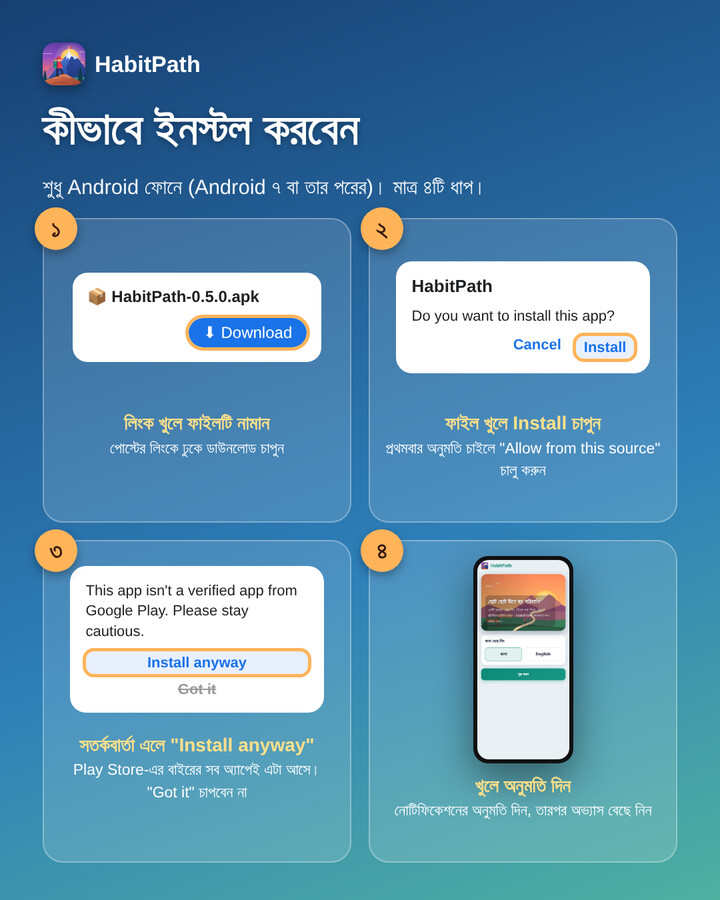 HabitPath
কীভাবে ইনস্টল করবেন
শুধু Android ফোনে (Android ৭ বা তার পরের)। মাত্র ৪টি ধাপ।
১
📦 HabitPath-0.5.0.apk
⬇ Download
লিংক খুলে ফাইলটি নামান
পোস্টের লিংকে ঢুকে ডাউনলোড চাপুন
২
HabitPath
Do you want to install this app?
Cancel Install
ফাইল খুলে Install চাপুন
প্রথমবার অনুমতি চাইলে "Allow from this source"
চালু করুন
৩
This app isn't a verified app from
Google Play. Please stay
cautious.
Install anyway
Got it
সতর্কবার্তা এলে "Install anyway"
Play Store-এর বাইরের সব অ্যাপেই এটা আসে।
"Got it" চাপবেন না
৪
HabitPath
বাংলা English
শুরু করুন
খুলে অনুমতি দিন
নোটিফিকেশনের অনুমতি দিন, তারপর অভ্যাস বেছে নিন